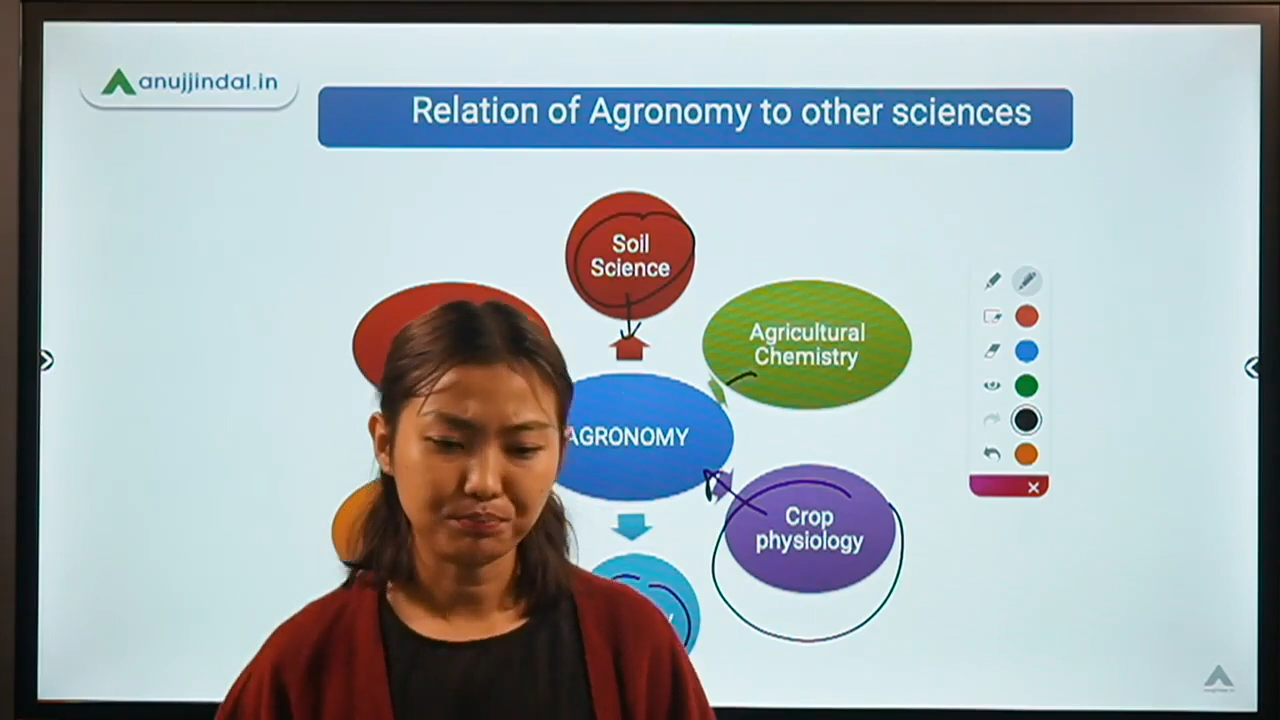 anujjindal.in
Relation of Agronomy to other sciences
Soil
Science
Agricultural
Chemistry
AGRONOMY
Crop
physiology